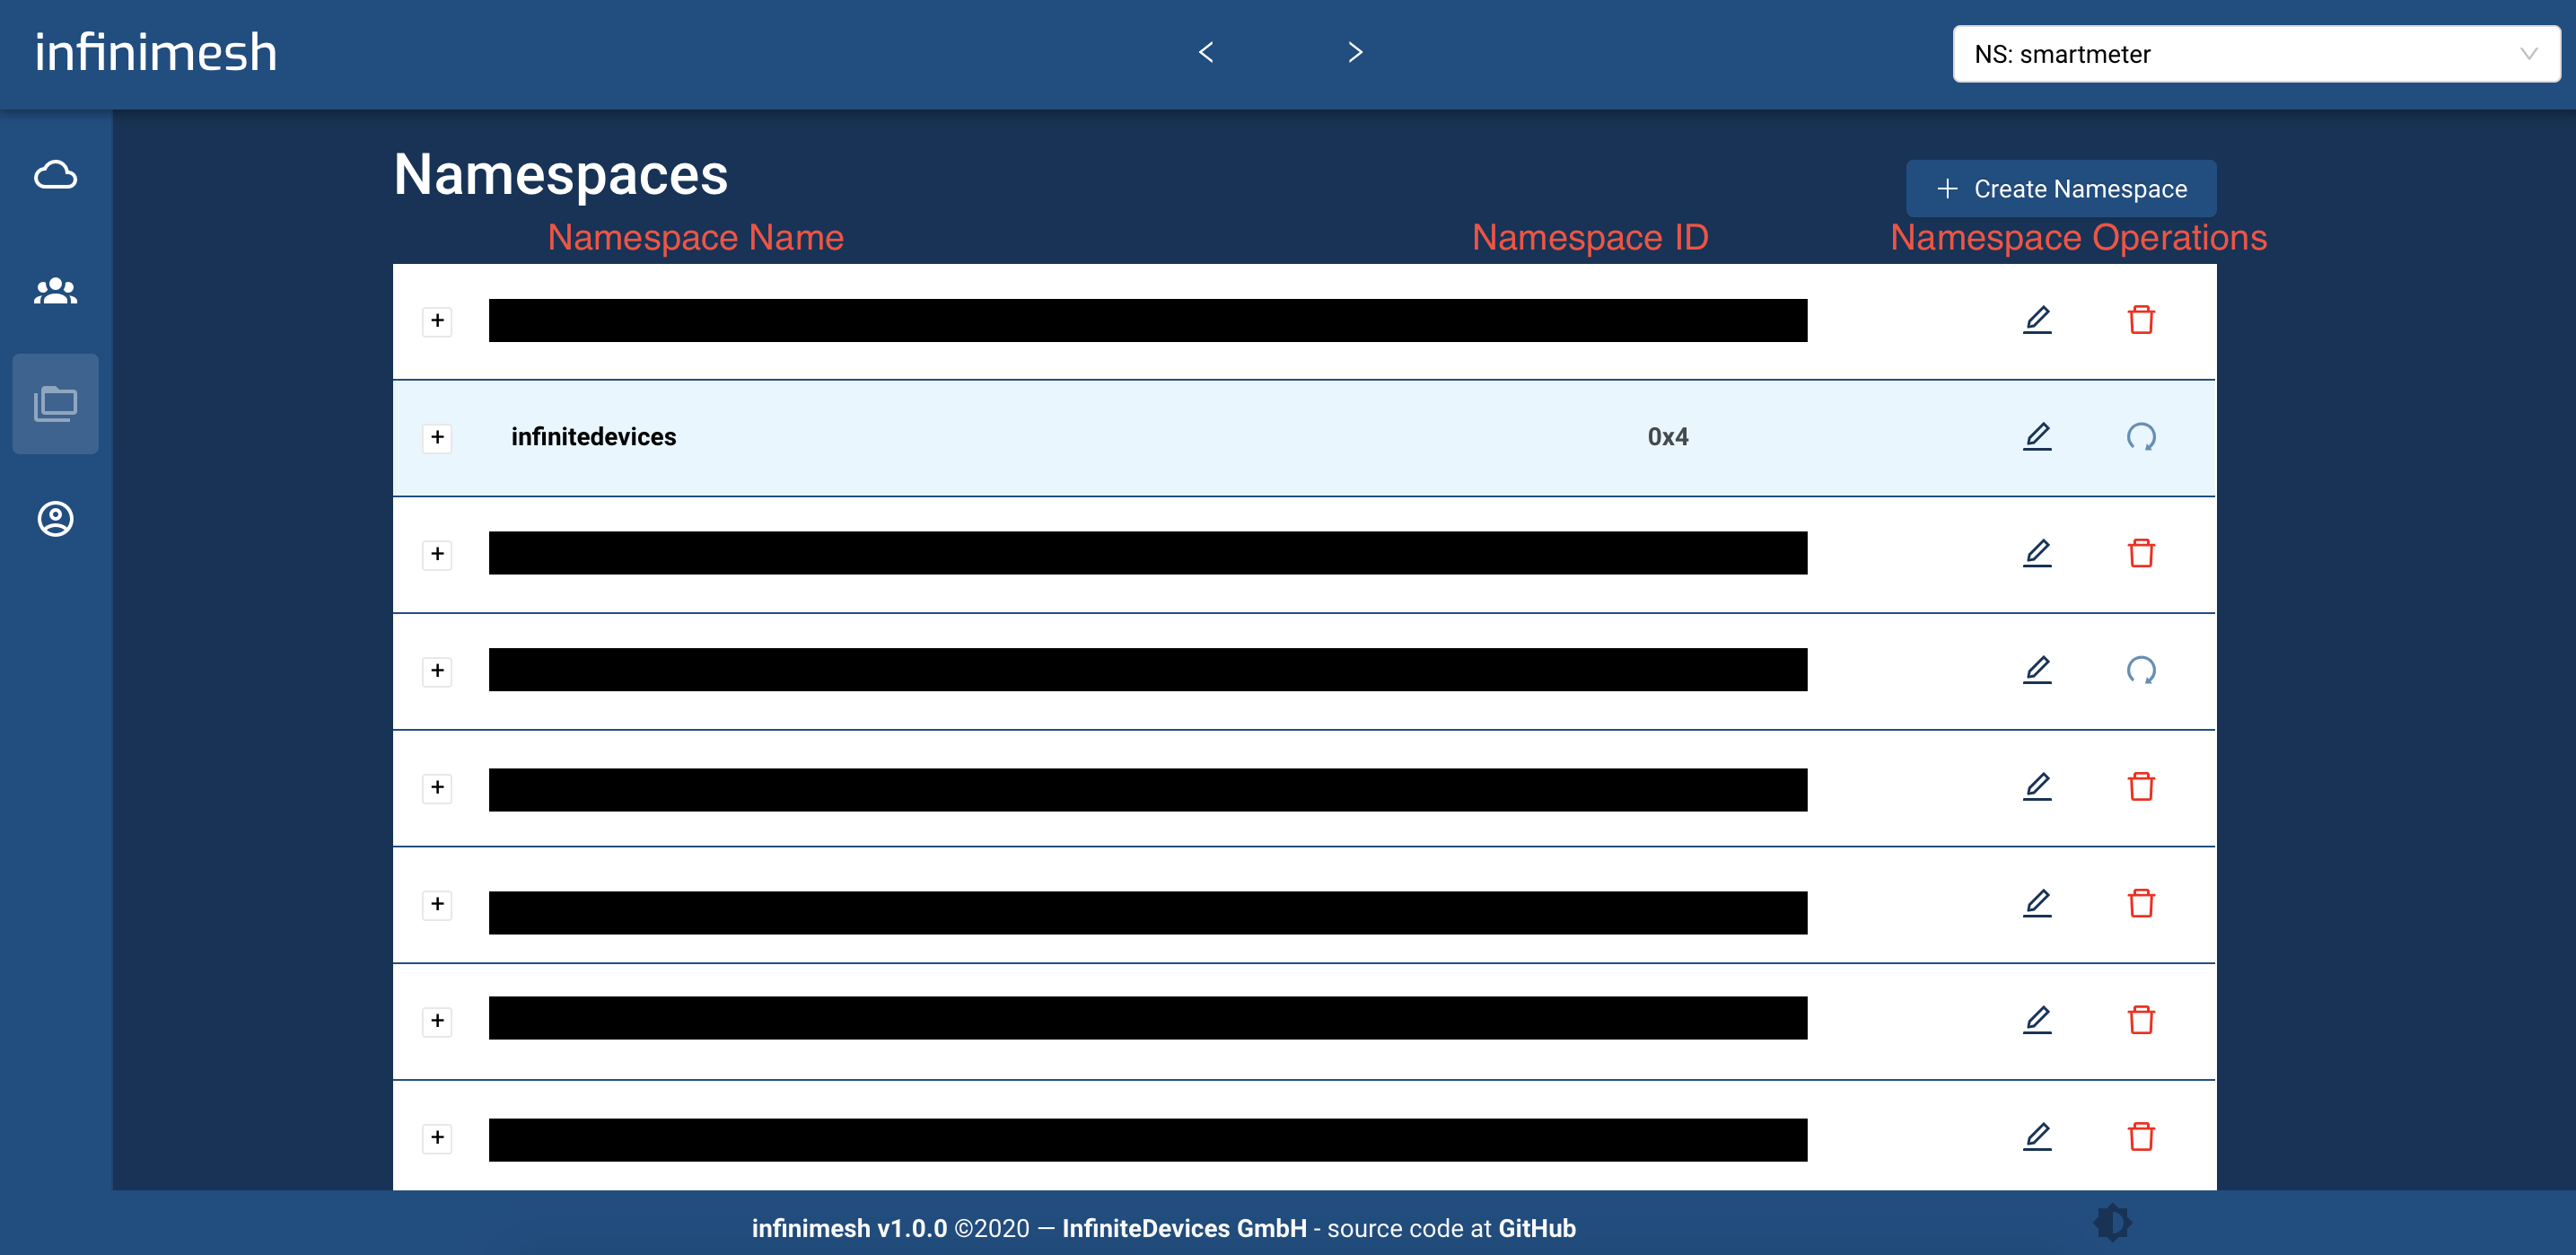 infinimesh
NS: smartmeter
Namespaces
+ Create Namespace
Namespace Name
Namespace ID
Namespace Operations
infinitedevices
0x4
infinimesh v1.0.0 ©2020 — InfiniteDevices GmbH - source code at GitHub